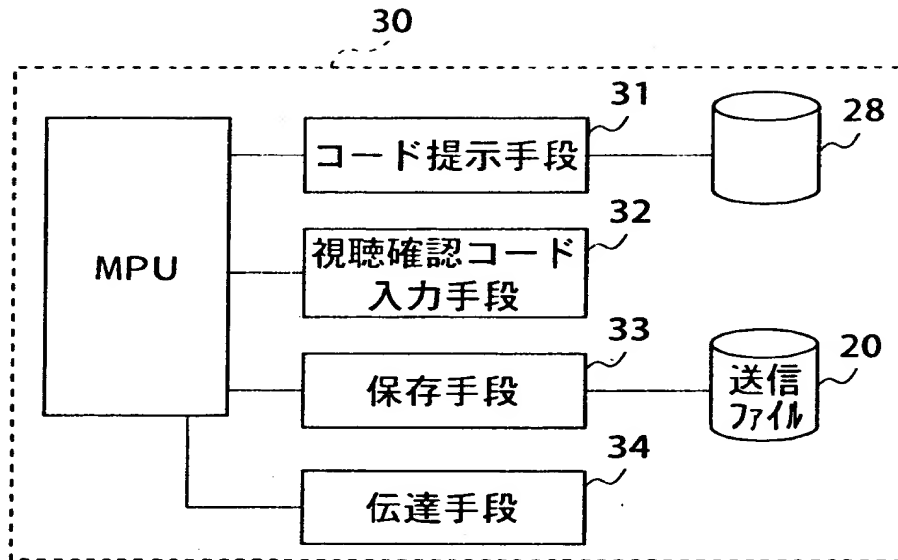 30
31
コード提示手段
28
MPU
32
視聴確認コード
入力手段
33
保存手段
20
送信
ファイル
34
伝達手段